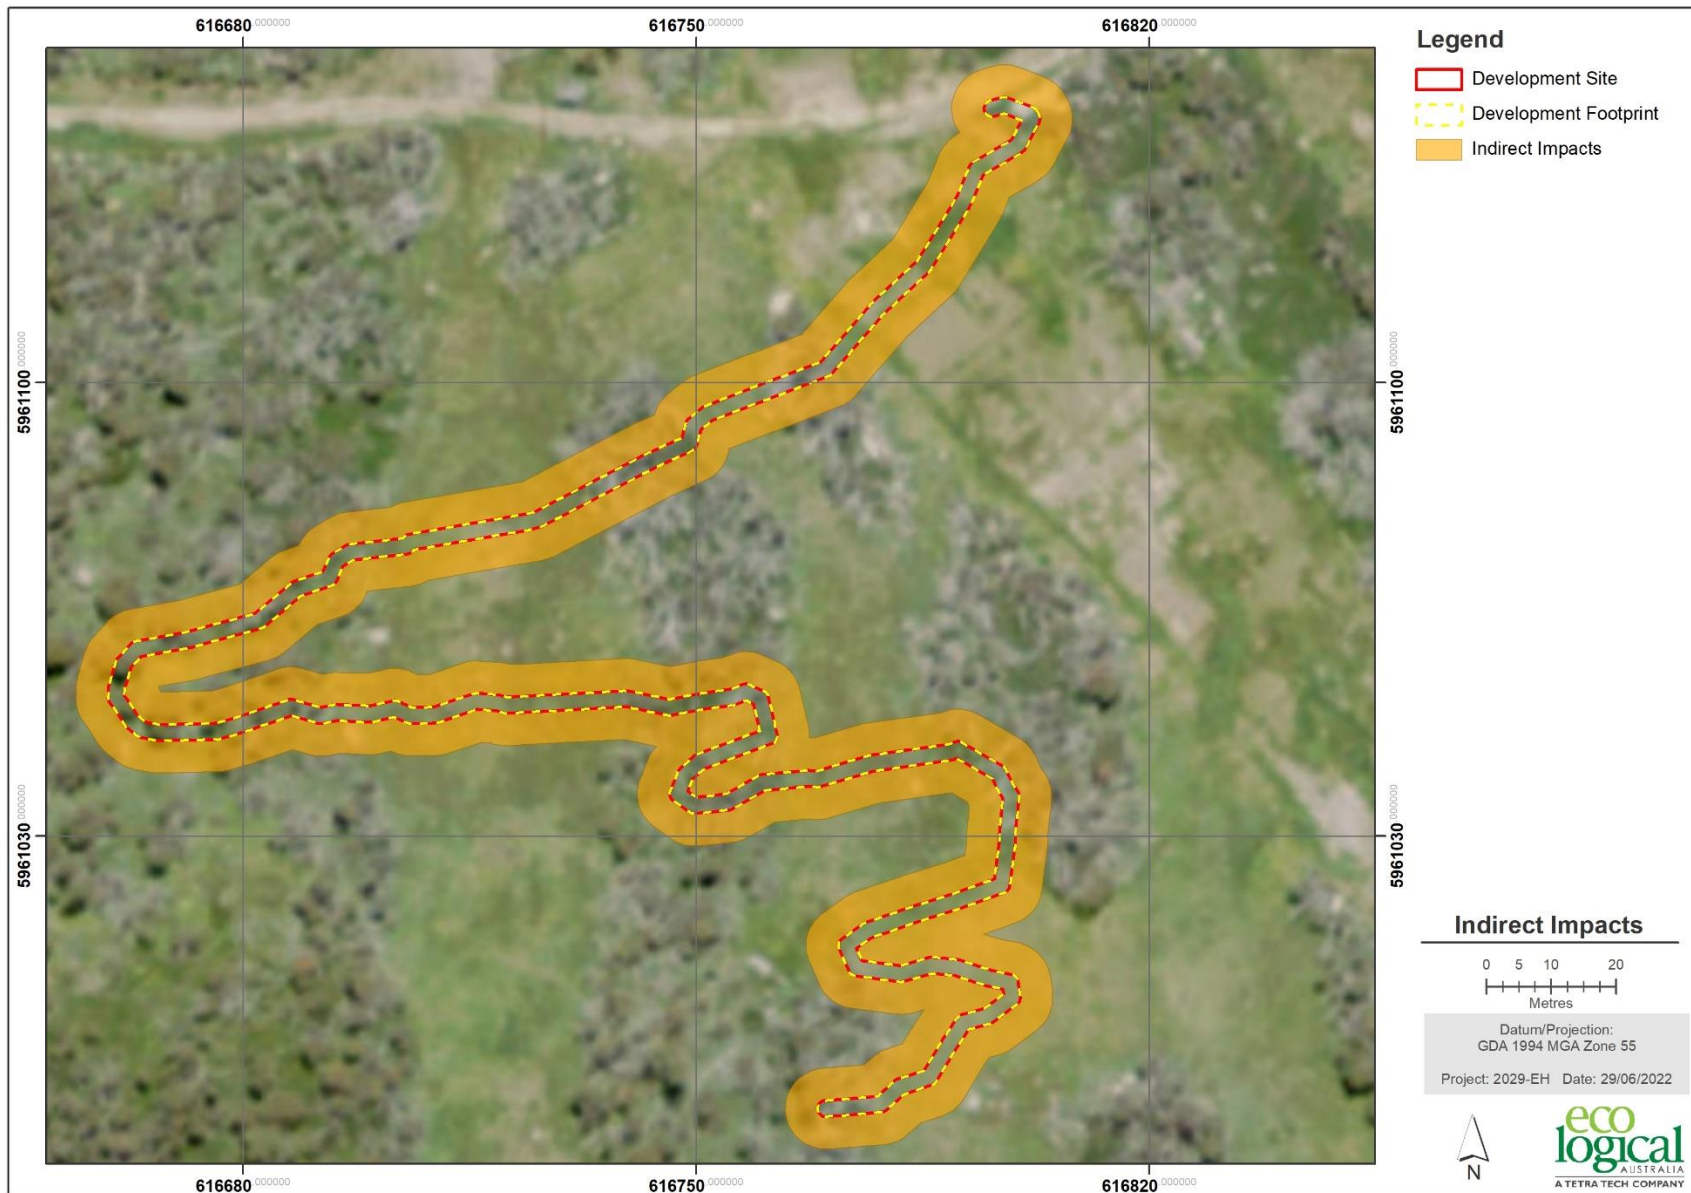 616680.000000 616750.000000 616820.000000
Legend
Development Site
Development Footprint
Indirect Impacts
5961100.000000 5961100.000000
5961030.000000 5961030.000000
Indirect Impacts
0 5 10 20
Metres
Datum/Projection:
GDA 1994 MGA Zone 55
Project: 2029-EH Date: 29/06/2022
N
eco
logical
AUSTRALIA
A TETRA TECH COMPANY
616680.000000 616750.000000 616820.000000